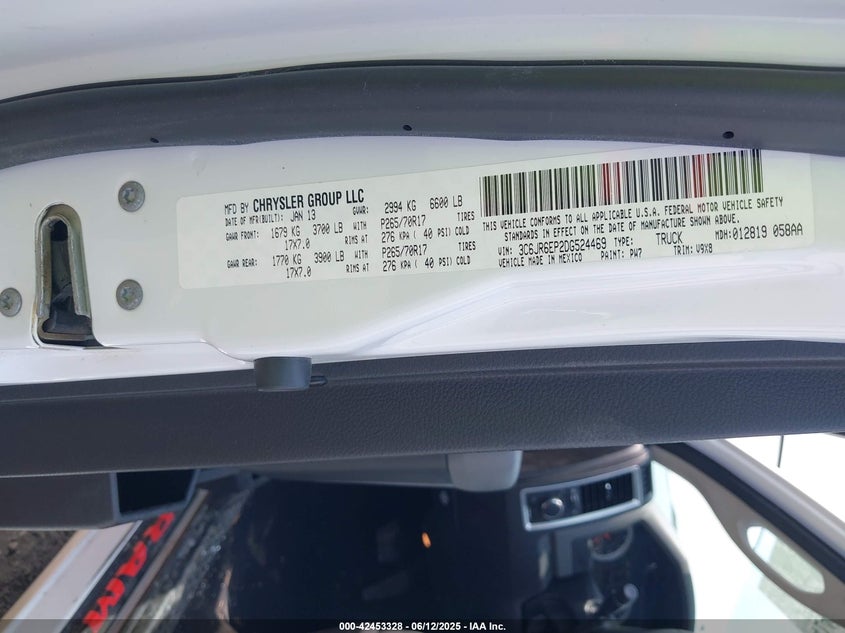 MFD BY CHRYSLER GROUP LLC
DATE OF MFR(BUILT): JAN 13 GVWR: 2994 KG 6600 LB
GAWR FRONT: 1679 KG 3700 LB WITH P265/70R17 TIRES
17X7.0 RIMS AT 276 KPA ( 40 PSI) COLD
GAWR REAR: 1770 KG 3900 LB WITH P265/70R17 TIRES
17X7.0 RIMS AT 276 KPA ( 40 PSI) COLD
THIS VEHICLE CONFORMS TO ALL APPLICABLE U.S.A. FEDERAL MOTOR VEHICLE SAFETY
STANDARDS IN EFFECT ON THE DATE OF MANUFACTURE SHOWN ABOVE.
VIN: 3C6JR6EP2DG524469 TYPE: TRUCK MDH:012819 058AA
VEHICLE MADE IN MEXICO PAINT: PW7 TRIM: V9X8
RAM
000-42453328 - 06/12/2025 - IAA Inc.